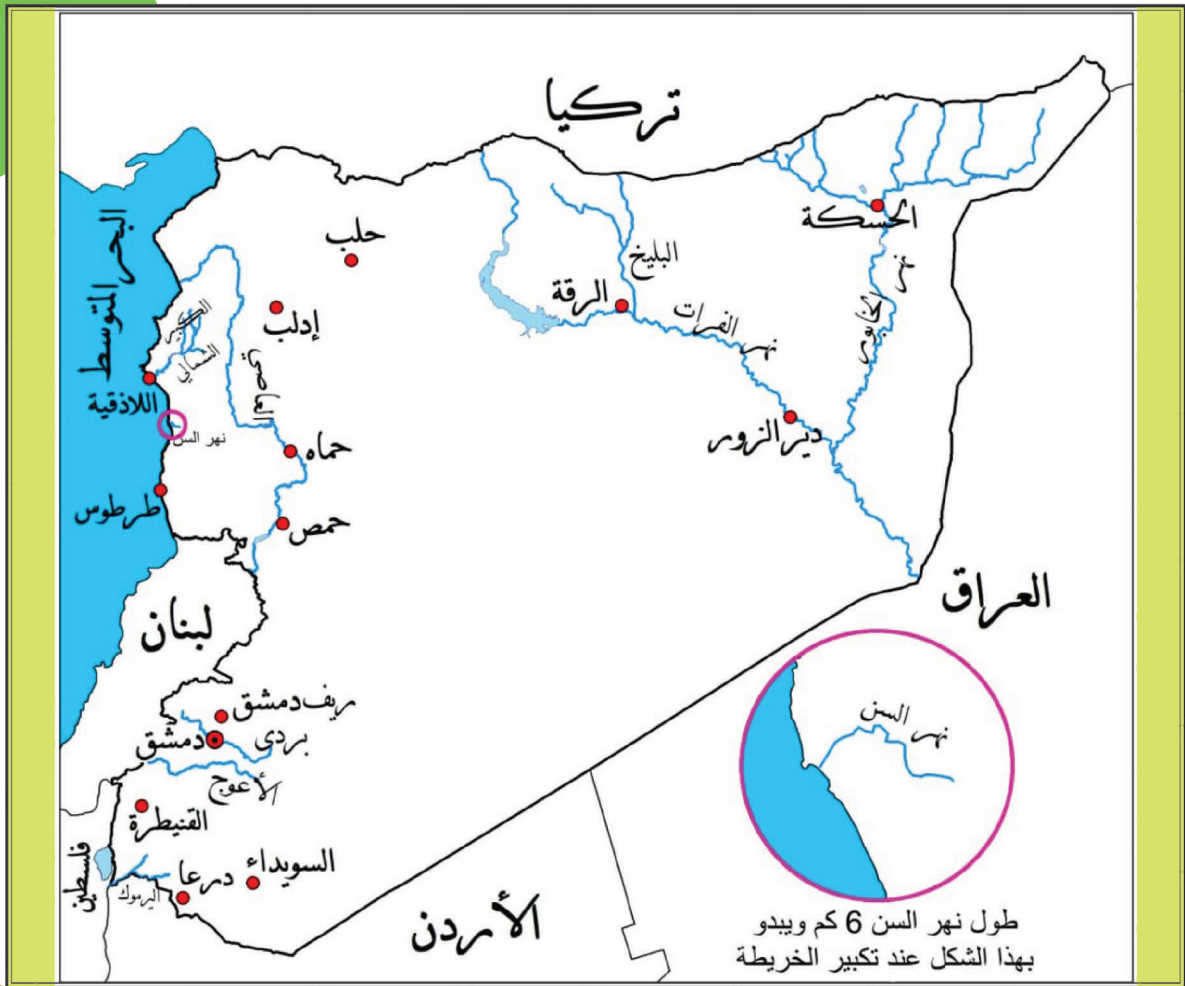 تركيا
البحر المتوسط
حلب
إدلب
الكبير
الشمالي
اللاذقية
نهر السن
طرطوس
العاصي
حماه
حمص
البليخ
الرقة
نهر الفرات
دير الزور
الحسكة
نهر الخابور
العراق
لبنان
ريف دمشق
بردى
دمشق
الأعوج
القنيطرة
السويداء
درعا
اليرموك
فلسطين
الأردن
نهر السن
طول نهر السن 6 كم ويبدو
بهذا الشكل عند تكبير الخريطة